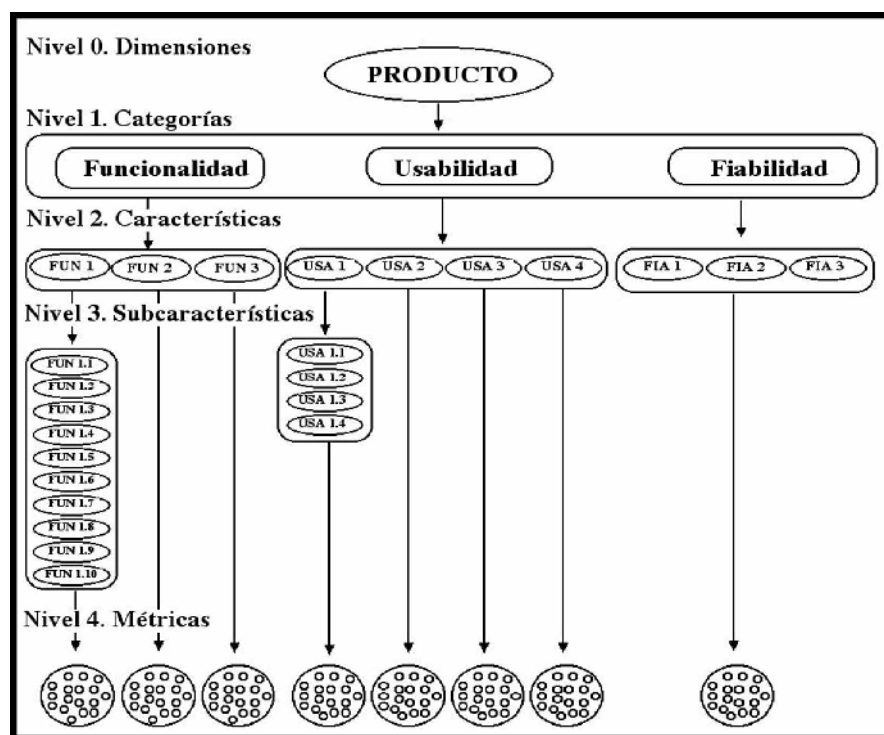 Nivel 0. Dimensiones
PRODUCTO
Nivel 1. Categorías
Funcionalidad Usabilidad Fiabilidad
Nivel 2. Características
FUN 1 FUN 2 FUN 3 USA 1 USA 2 USA 3 USA 4 FIA 1 FIA 2 FIA 3
Nivel 3. Subcaracterísticas
FUN 1.1
FUN 1.2
FUN 1.3
FUN 1.4
FUN 1.5
FUN 1.6
FUN 1.7
FUN 1.8
FUN 1.9
FUN 1.10
USA 1.1
USA 1.2
USA 1.3
USA 1.4
Nivel 4. Métricas